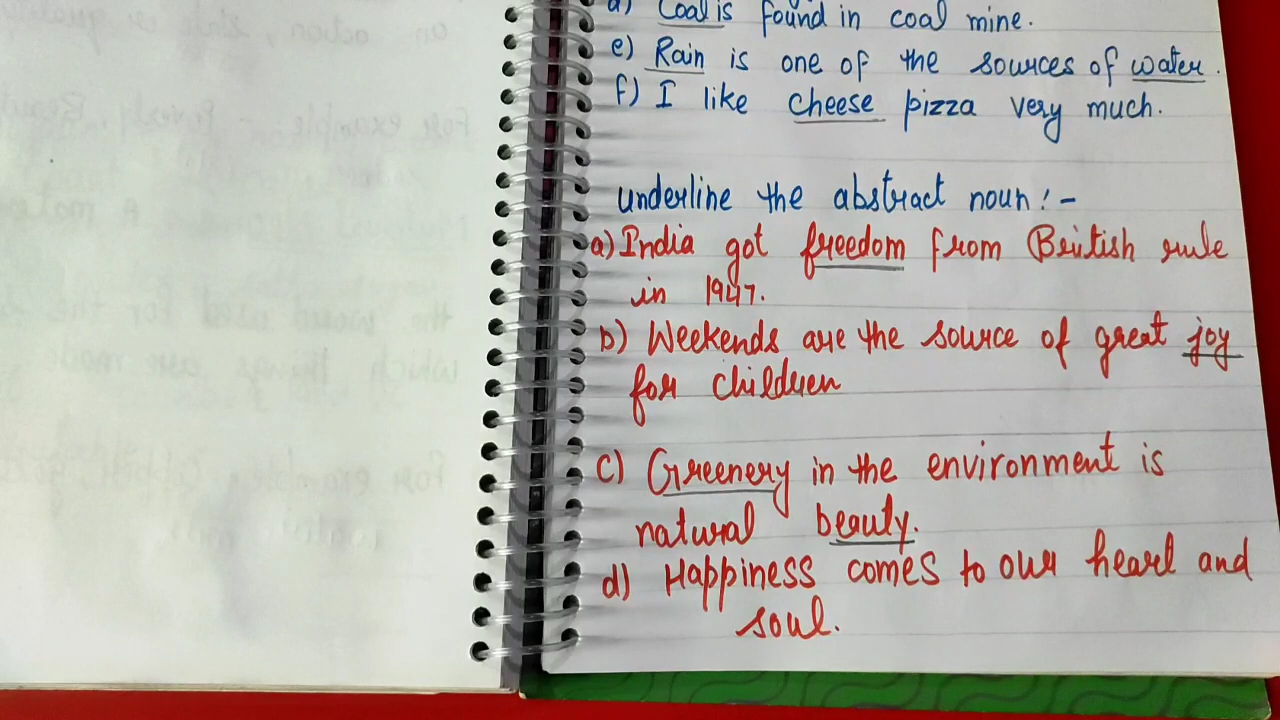 d) Coal is found in coal mine.
e) Rain is one of the sources of water.
f) I like cheese pizza very much.
underline the abstract noun :-
a) India got freedom from British rule
in 1947.
b) Weekends are the source of great joy
for children
c) Greenery in the environment is
natural beauty.
d) Happiness comes to our heart and
soul.